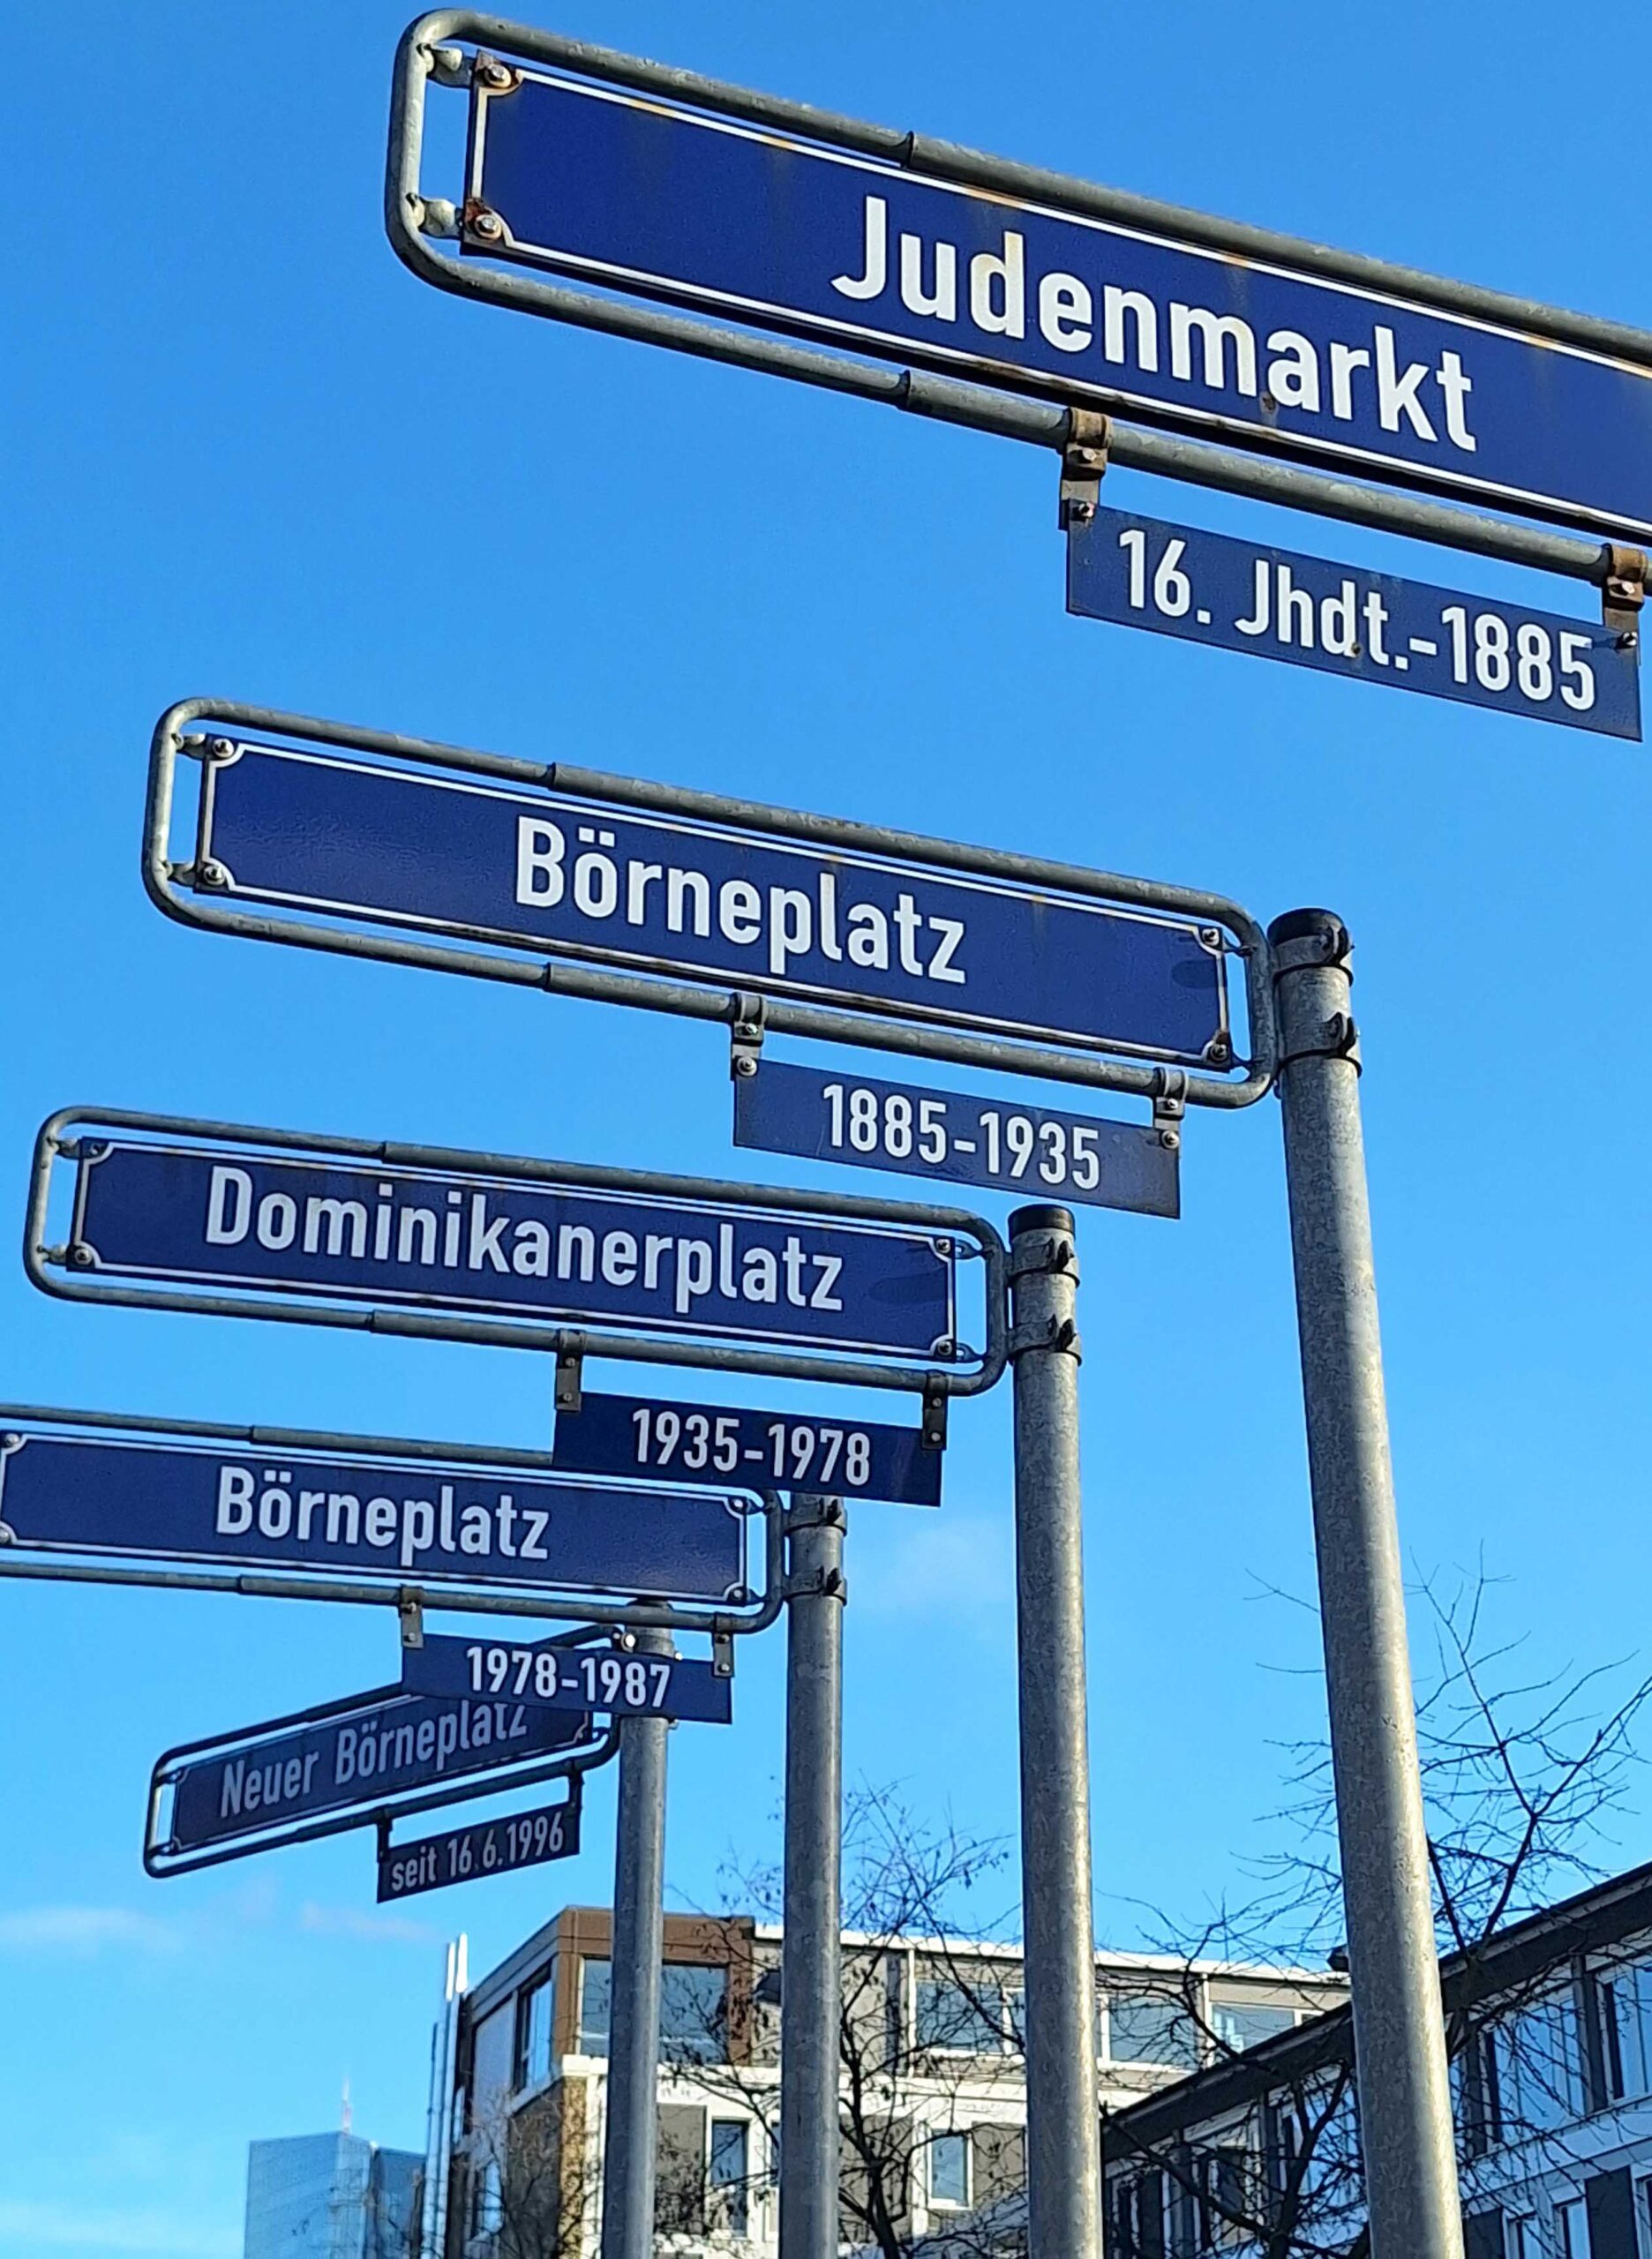 Judenmarkt
16. Jhdt.-1885
Börneplatz
1885-1935
Dominikanerplatz
1935-1978
Börneplatz
1978-1987
Neuer Börneplatz
seit 16.6.1996